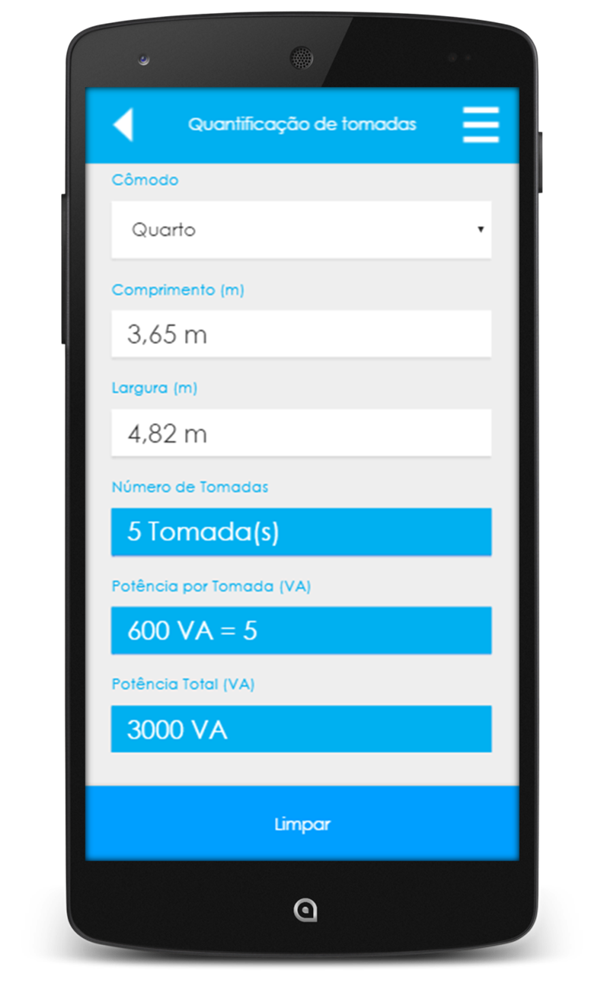 Quantificação de tomadas
Cômodo
Quarto
Comprimento (m)
3,65 m
Largura (m)
4,82 m
Número de Tomadas
5 Tomada(s)
Potência por Tomada (VA)
600 VA = 5
Potência Total (VA)
3000 VA
Limpar